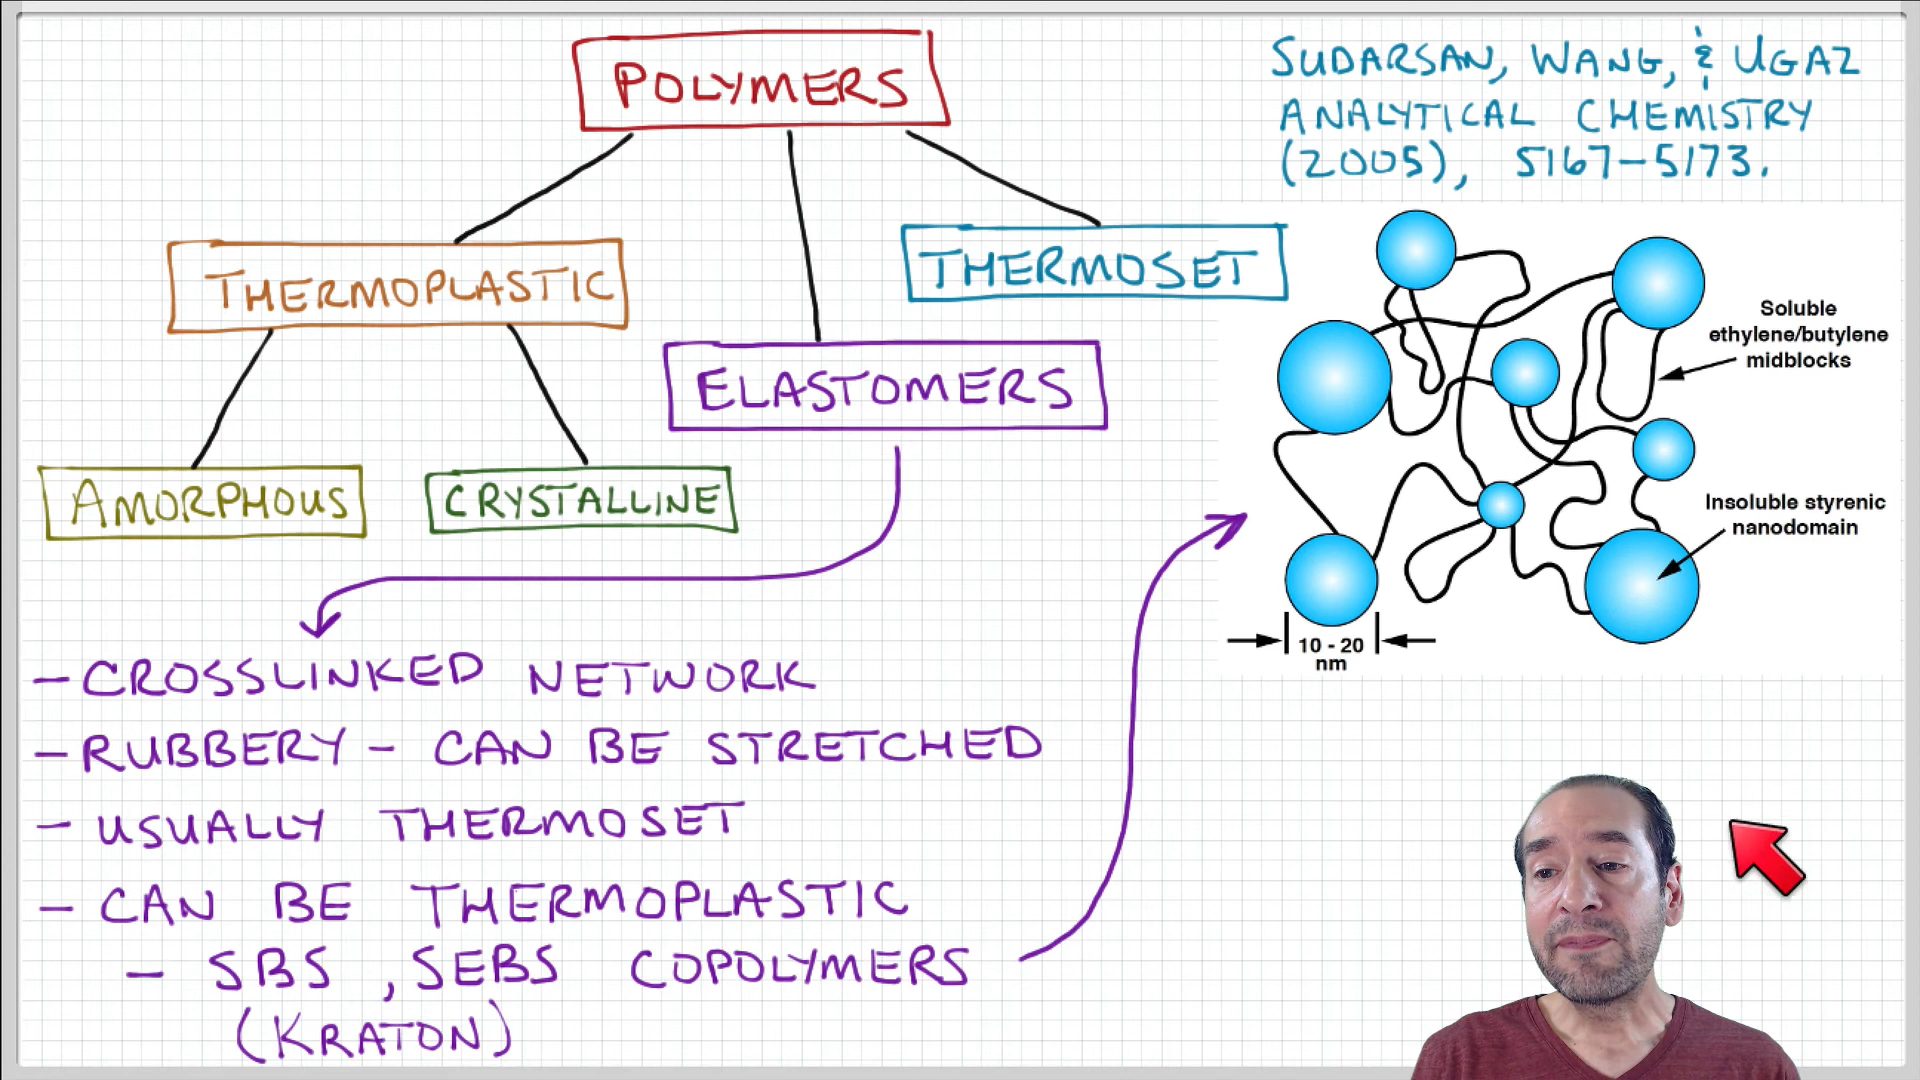 POLYMERS
THERMOPLASTIC
THERMOSET
ELASTOMERS
AMORPHOUS
CRYSTALLINE
- CROSSLINKED NETWORK
- RUBBERY - CAN BE STRETCHED
- USUALLY THERMOSET
- CAN BE THERMOPLASTIC
- SBS, SEBS COPOLYMERS
(KRATON)
SUDARSAN, WANG, & UGAZ
ANALYTICAL CHEMISTRY
(2005), 5167-5173.
Soluble
ethylene/butylene
midblocks
Insoluble styrenic
nanodomain
10 - 20
nm